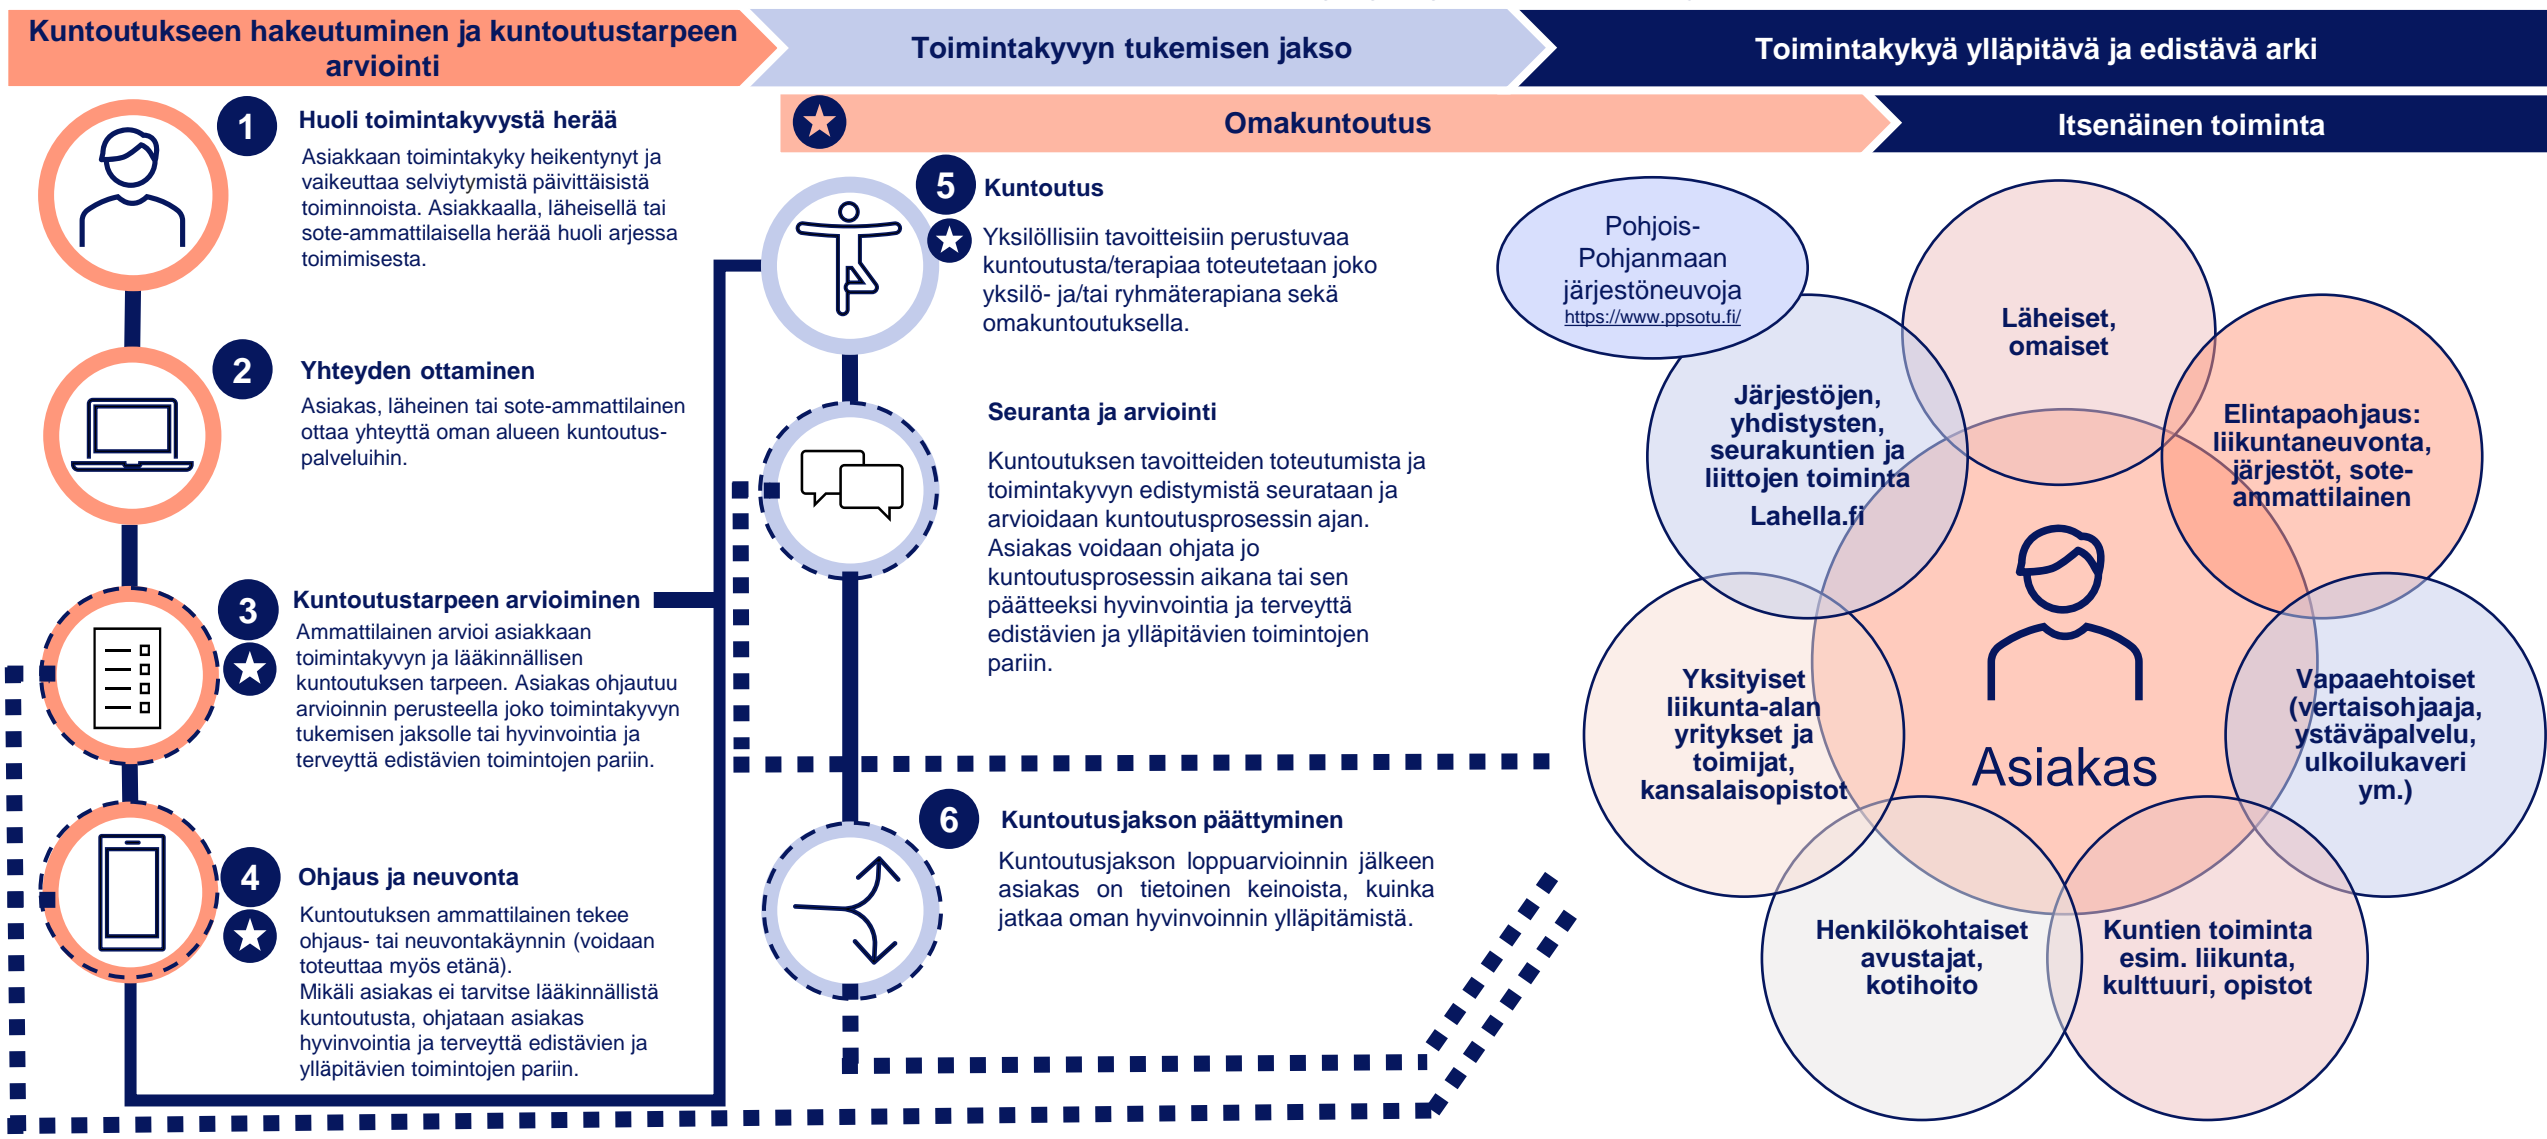 Kuntoutukseen hakeutuminen ja kuntoutustarpeen
arviointi
Toimintakyvyn tukemisen jakso
Toimintakykyä ylläpitävä ja edistävä arki
Omakuntoutus
Itsenäinen toiminta
1
Huoli toimintakyvystä herää
Asiakkaan toimintakyky heikentynyt ja
vaikeuttaa selviytymistä päivittäisistä
toiminnoista. Asiakkaalla, läheisellä tai
sote-ammattilaisella herää huoli arjessa
toimimisesta.
2
Yhteyden ottaminen
Asiakas, läheinen tai sote-ammattilainen
ottaa yhteyttä oman alueen kuntoutus-
palveluihin.
3
Kuntoutustarpeen arvioiminen
Ammattilainen arvioi asiakkaan
toimintakyvyn ja lääkinnällisen
kuntoutuksen tarpeen. Asiakas ohjautuu
arvioinnin perusteella joko toimintakyvyn
tukemisen jaksolle tai hyvinvointia ja
terveyttä edistävien toimintojen pariin.
4
Ohjaus ja neuvonta
Kuntoutuksen ammattilainen tekee
ohjaus- tai neuvontakäynnin (voidaan
toteuttaa myös etänä).
Mikäli asiakas ei tarvitse lääkinnällistä
kuntoutusta, ohjataan asiakas
hyvinvointia ja terveyttä edistävien ja
ylläpitävien toimintojen pariin.
5
Kuntoutus
Yksilöllisiin tavoitteisiin perustuvaa
kuntoutusta/terapiaa toteutetaan joko
yksilö- ja/tai ryhmäterapiana sekä
omakuntoutuksella.
Seuranta ja arviointi
Kuntoutuksen tavoitteiden toteutumista ja
toimintakyvyn edistymistä seurataan ja
arvioidaan kuntoutusprosessin ajan.
Asiakas voidaan ohjata jo
kuntoutusprosessin aikana tai sen
päätteeksi hyvinvointia ja terveyttä
edistävien ja ylläpitävien toimintojen
pariin.
6
Kuntoutusjakson päättyminen
Kuntoutusjakson loppuarvioinnin jälkeen
asiakas on tietoinen keinoista, kuinka
jatkaa oman hyvinvoinnin ylläpitämistä.
Pohjois-
Pohjanmaan
järjestöneuvoja
https://www.ppsotu.fi/
Läheiset,
omaiset
Järjestöjen,
yhdistysten,
seurakuntien ja
liittojen toiminta
Lahella.fi
Elintapaohjaus:
liikuntaneuvonta,
järjestöt, sote-
ammattilainen
Yksityiset
liikunta-alan
yritykset ja
toimijat,
kansalaisopistot
Asiakas
Vapaaehtoiset
(vertaisohjaaja,
ystäväpalvelu,
ulkoilukaveri
ym.)
Henkilökohtaiset
avustajat,
kotihoito
Kuntien toiminta
esim. liikunta,
kulttuuri, opistot